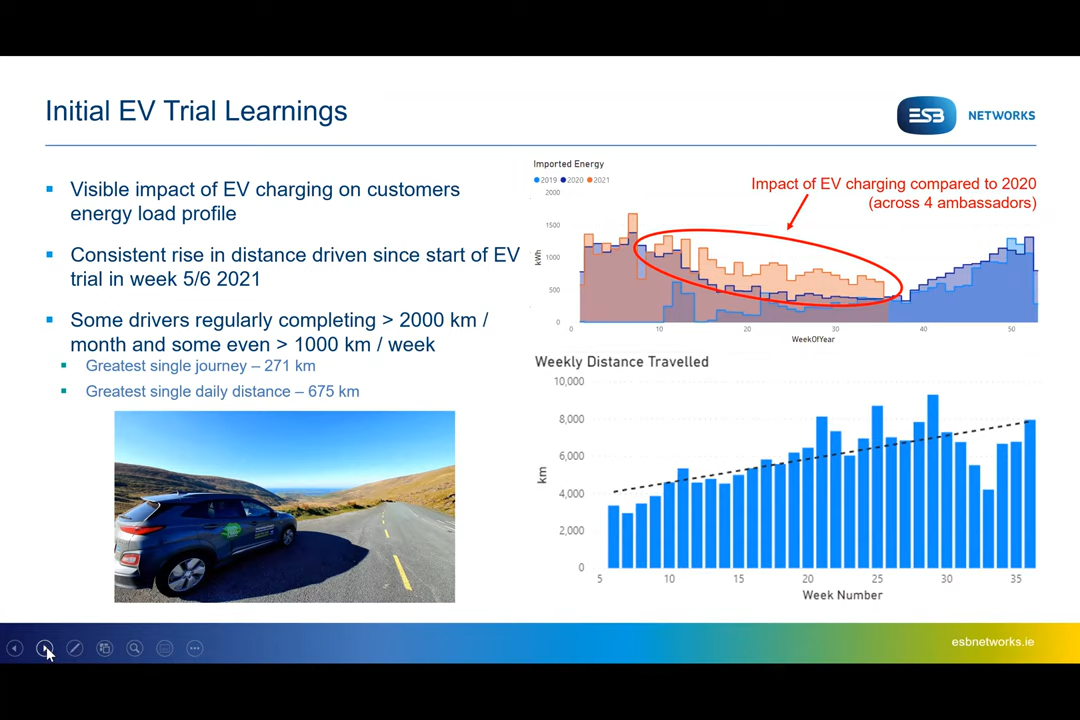 Initial EV Trial Learnings
ESB NETWORKS
Visible impact of EV charging on customers
energy load profile
Consistent rise in distance driven since start of EV
trial in week 5/6 2021
Some drivers regularly completing > 2000 km /
month and some even > 1000 km / week
Greatest single journey – 271 km
Greatest single daily distance – 675 km
Imported Energy
2019 2020 2021
Impact of EV charging compared to 2020
(across 4 ambassadors)
2000
1500
1000
500
0
kWh
0 10 20 30 40 50
WeekOfYear
Weekly Distance Travelled
10,000
8,000
6,000
4,000
2,000
0
km
5 10 15 20 25 30 35
Week Number
esbnetworks.ie